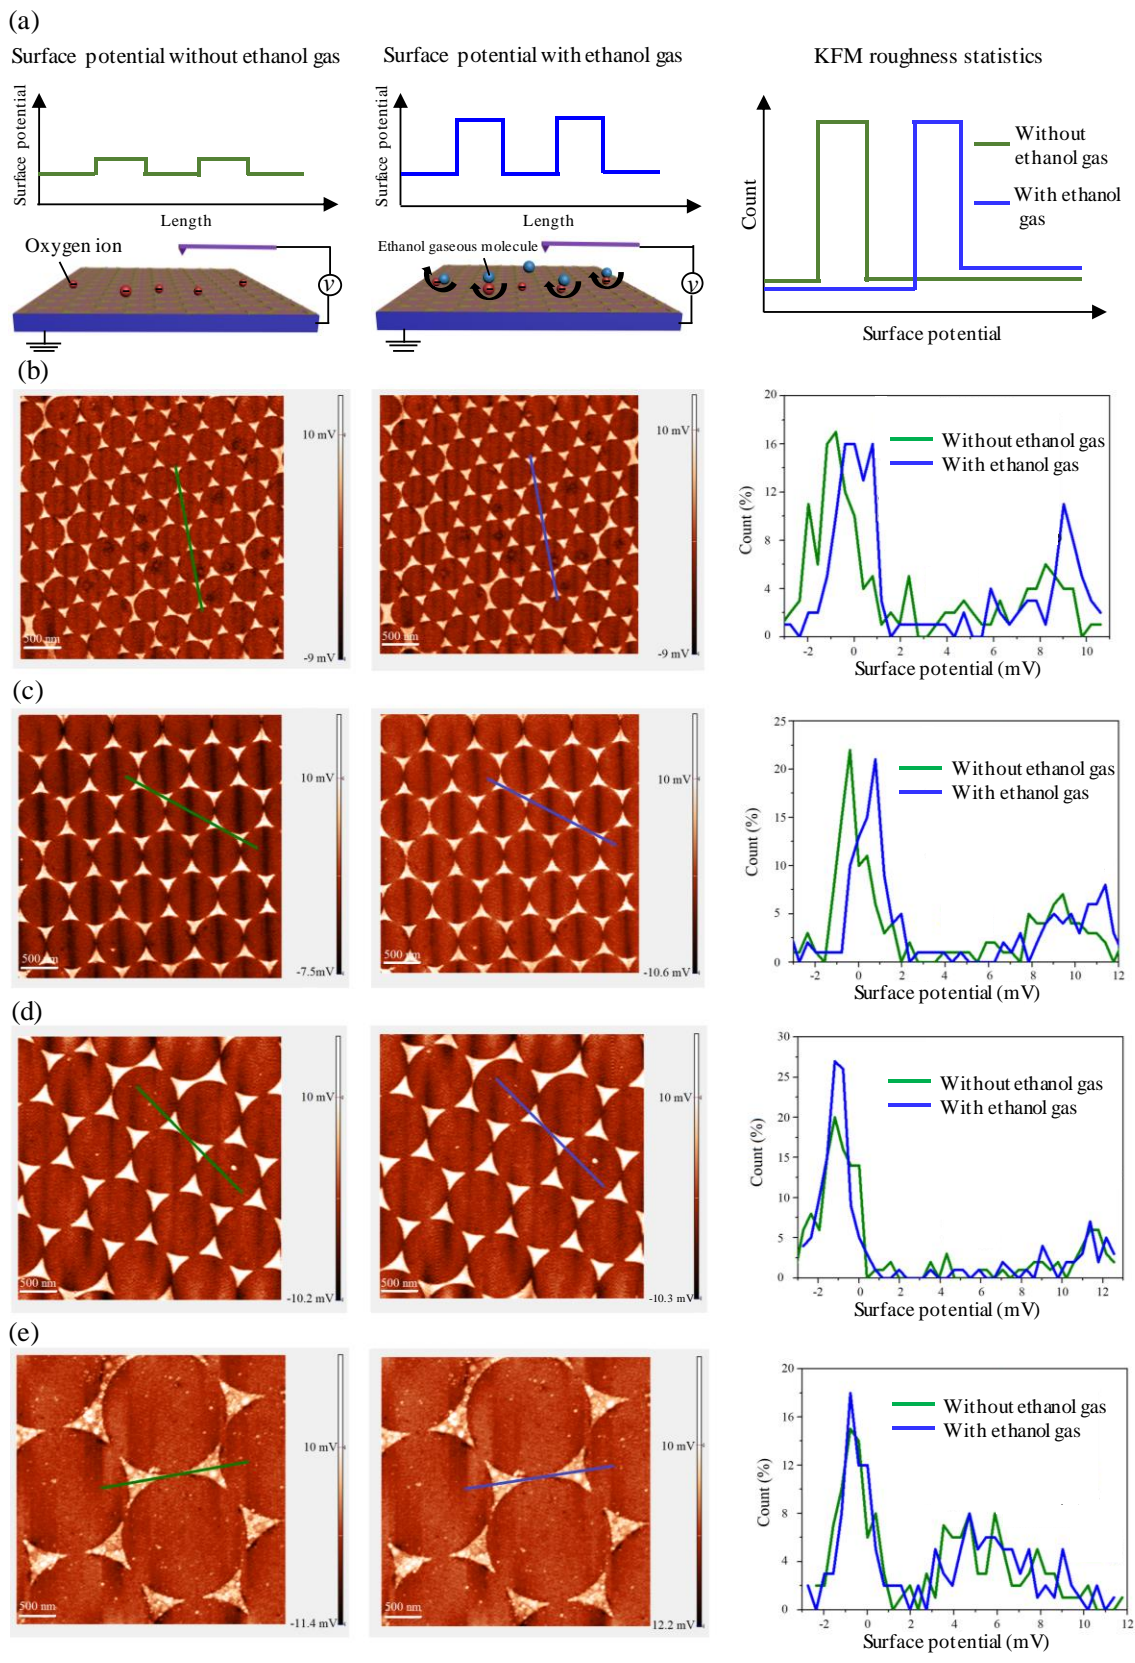 (a)
Surface potential without ethanol gas
Surface potential with ethanol gas
KFM roughness statistics
Surface potential
Length
Surface potential
Length
Count
Surface potential
Without
ethanol gas
With ethanol
gas
Oxygen ion
v
Ethanol gaseous molecule
v
(b)
10 mV
-9 mV
500 nm
10 mV
-9 mV
500 nm
20
16
12
8
4
0
Count (%)
Without ethanol gas
With ethanol gas
-2 0 2 4 6 8 10
Surface potential (mV)
(c)
10 mV
-7.5mV
500 nm
10 mV
-10.6 mV
500 nm
25
20
15
10
5
0
Count (%)
Without ethanol gas
With ethanol gas
-2 0 2 4 6 8 10 12
Surface potential (mV)
(d)
10 mV
-10.2 mV
500 nm
10 mV
-10.3 mV
500 nm
30
25
20
15
10
5
0
Count (%)
Without ethanol gas
With ethanol gas
-2 0 2 4 6 8 10 12
Surface potential (mV)
(e)
10 mV
-11.4 mV
500 nm
10 mV
12.2 mV
500 nm
20
16
12
8
4
0
Count (%)
Without ethanol gas
With ethanol gas
-2 0 2 4 6 8 10 12
Surface potential (mV)